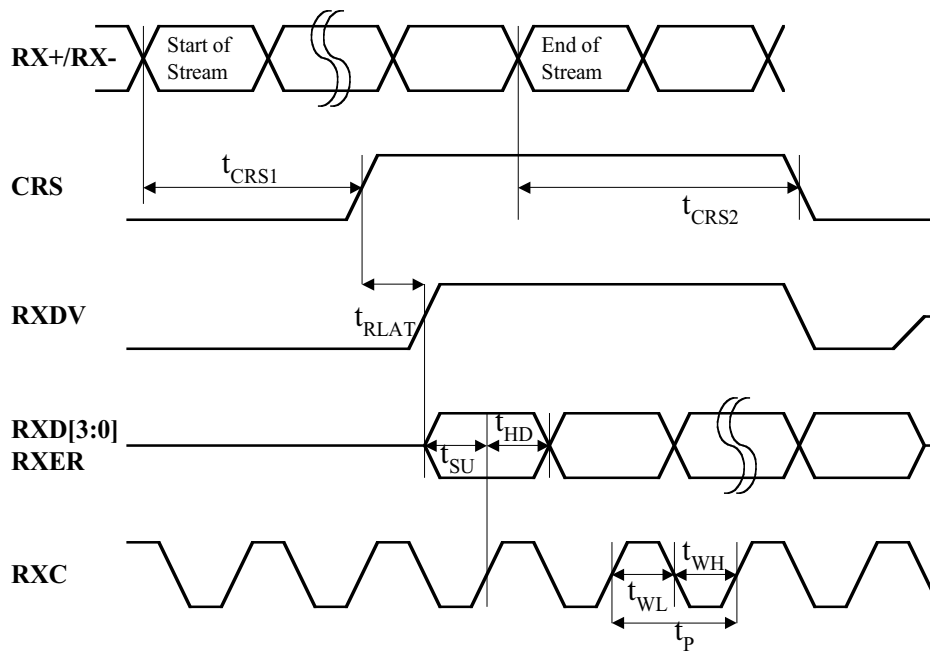 RX+/RX-
Start of
Stream
End of
Stream
CRS
tCRS1
tCRS2
RXDV
tRLAT
RXD[3:0]
RXER
tSU
tHD
RXC
tWL
tWH
tP